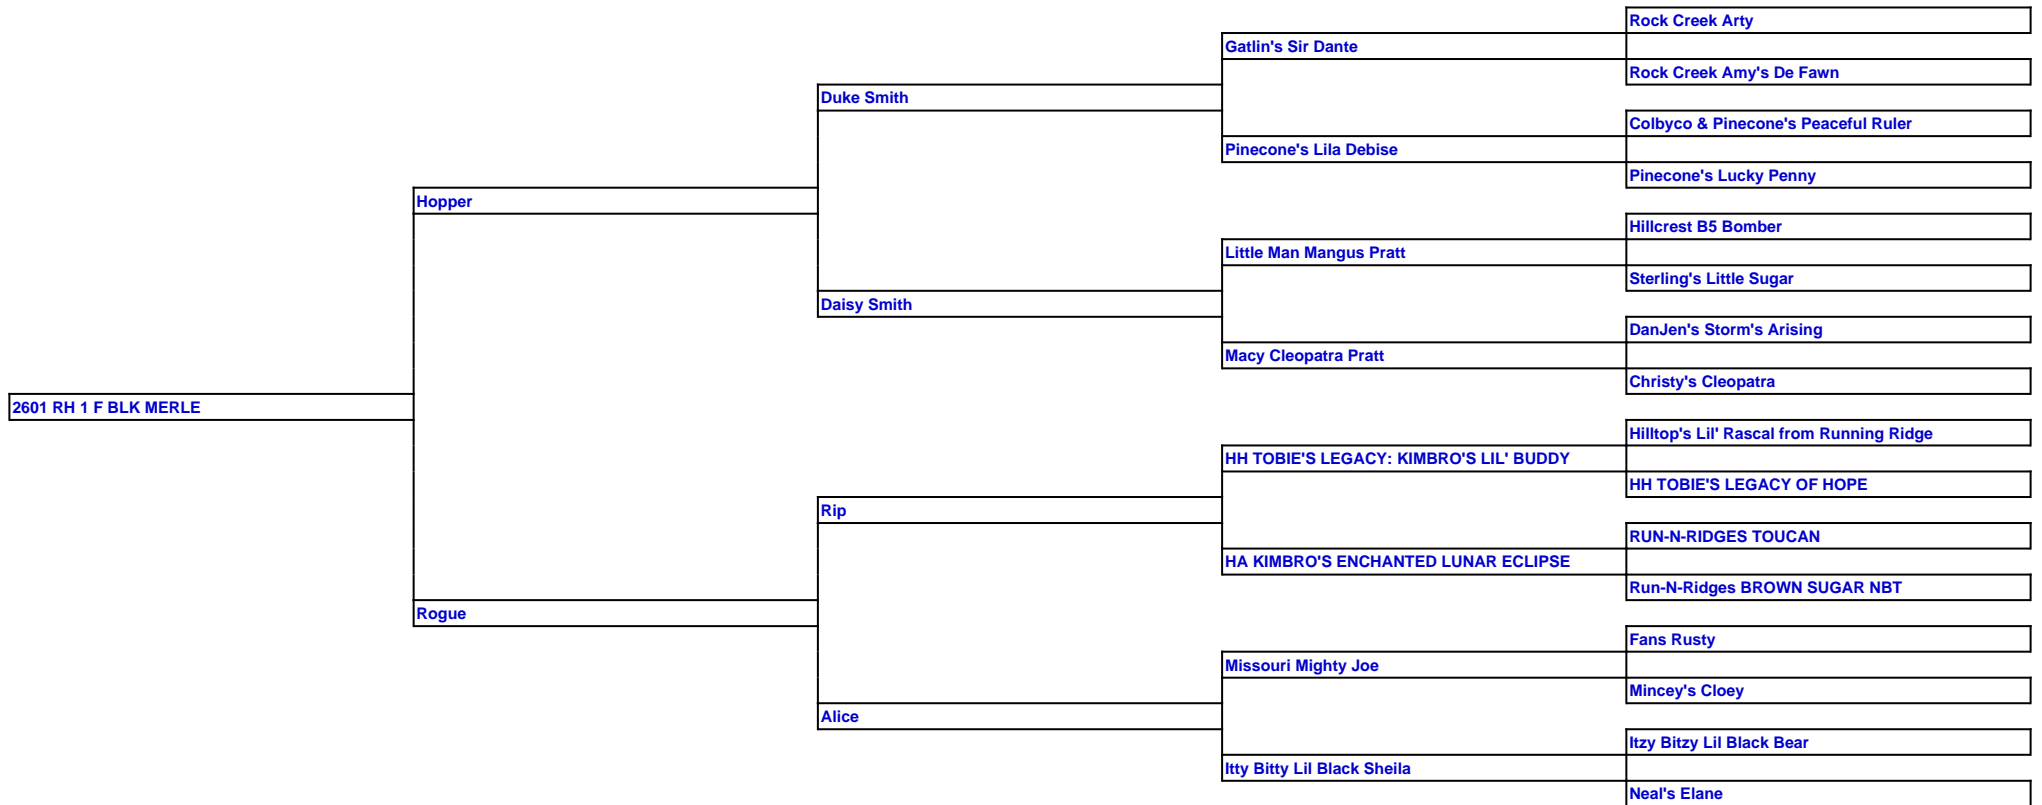 Rock Creek Arty
Gatlin's Sir Dante
Rock Creek Amy's De Fawn
Duke Smith
Colbyco & Pinecone's Peaceful Ruler
Pinecone's Lila Debise
Pinecone's Lucky Penny
Hopper
Hillcrest B5 Bomber
Little Man Mangus Pratt
Sterling's Little Sugar
Daisy Smith
DanJen's Storm's Arising
Macy Cleopatra Pratt
Christy's Cleopatra
2601 RH 1 F BLK MERLE
Hilltop's Lil' Rascal from Running Ridge
HH TOBIE'S LEGACY: KIMBRO'S LIL' BUDDY
HH TOBIE'S LEGACY OF HOPE
Rip
RUN-N-RIDGES TOUCAN
HA KIMBRO'S ENCHANTED LUNAR ECLIPSE
Run-N-Ridges BROWN SUGAR NBT
Rogue
Fans Rusty
Missouri Mighty Joe
Mincey's Cloey
Alice
Itzy Bitzy Lil Black Bear
Itty Bitty Lil Black Sheila
Neal's Elane